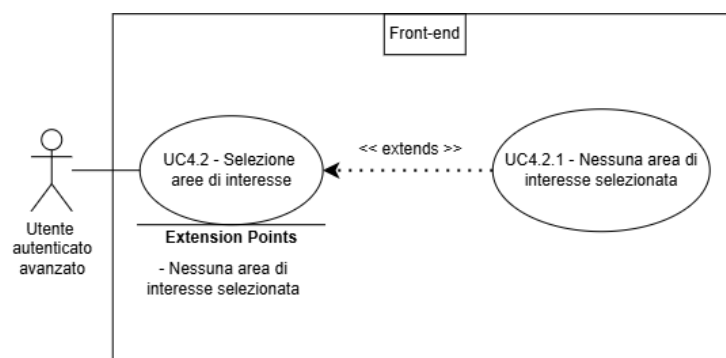 Front-end
UC4.2 - Selezione
aree di interesse
<< extends >>
UC4.2.1 - Nessuna area di
interesse selezionata
Utente
autenticato
avanzato
Extension Points
- Nessuna area di
interesse selezionata